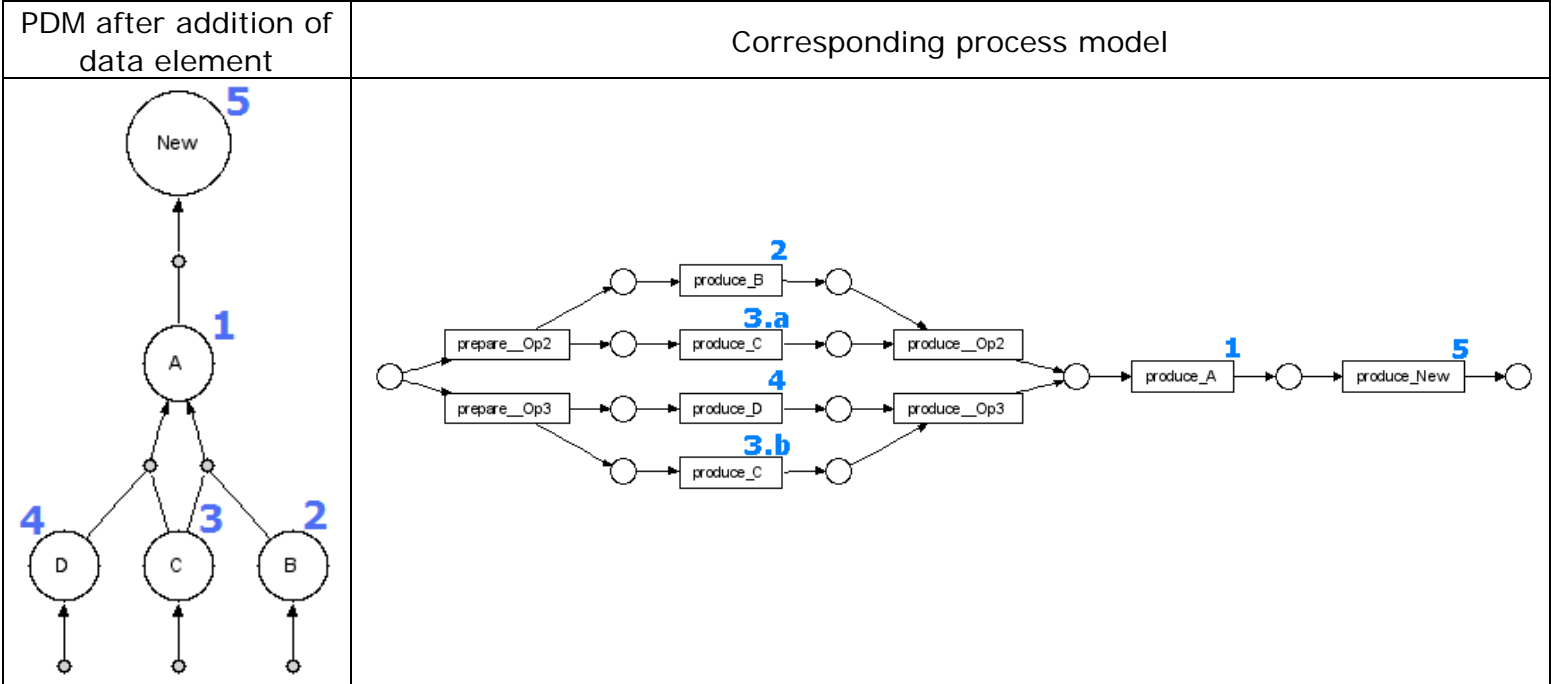 PDM after addition of
data element
Corresponding process model
5
New
1
A
4
3
2
D
C
B
2
produce_B
3.a
prepare__Op2
produce_C
produce__Op2
1
5
4
produce_A
produce_New
prepare__Op3
produce_D
produce__Op3
3.b
produce_C